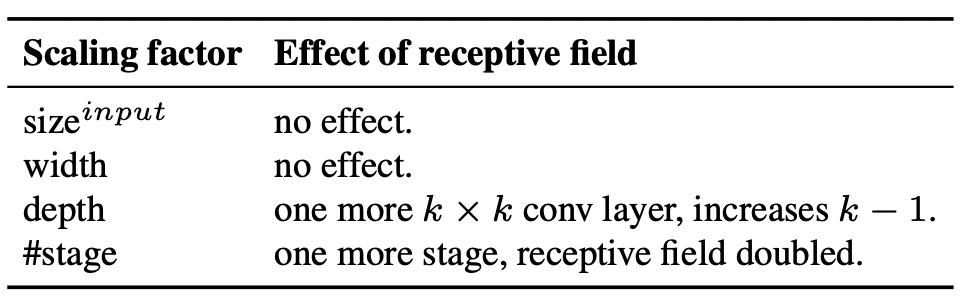 Scaling factor Effect of receptive field
size^input no effect.
width no effect.
depth one more k × k conv layer, increases k − 1.
#stage one more stage, receptive field doubled.